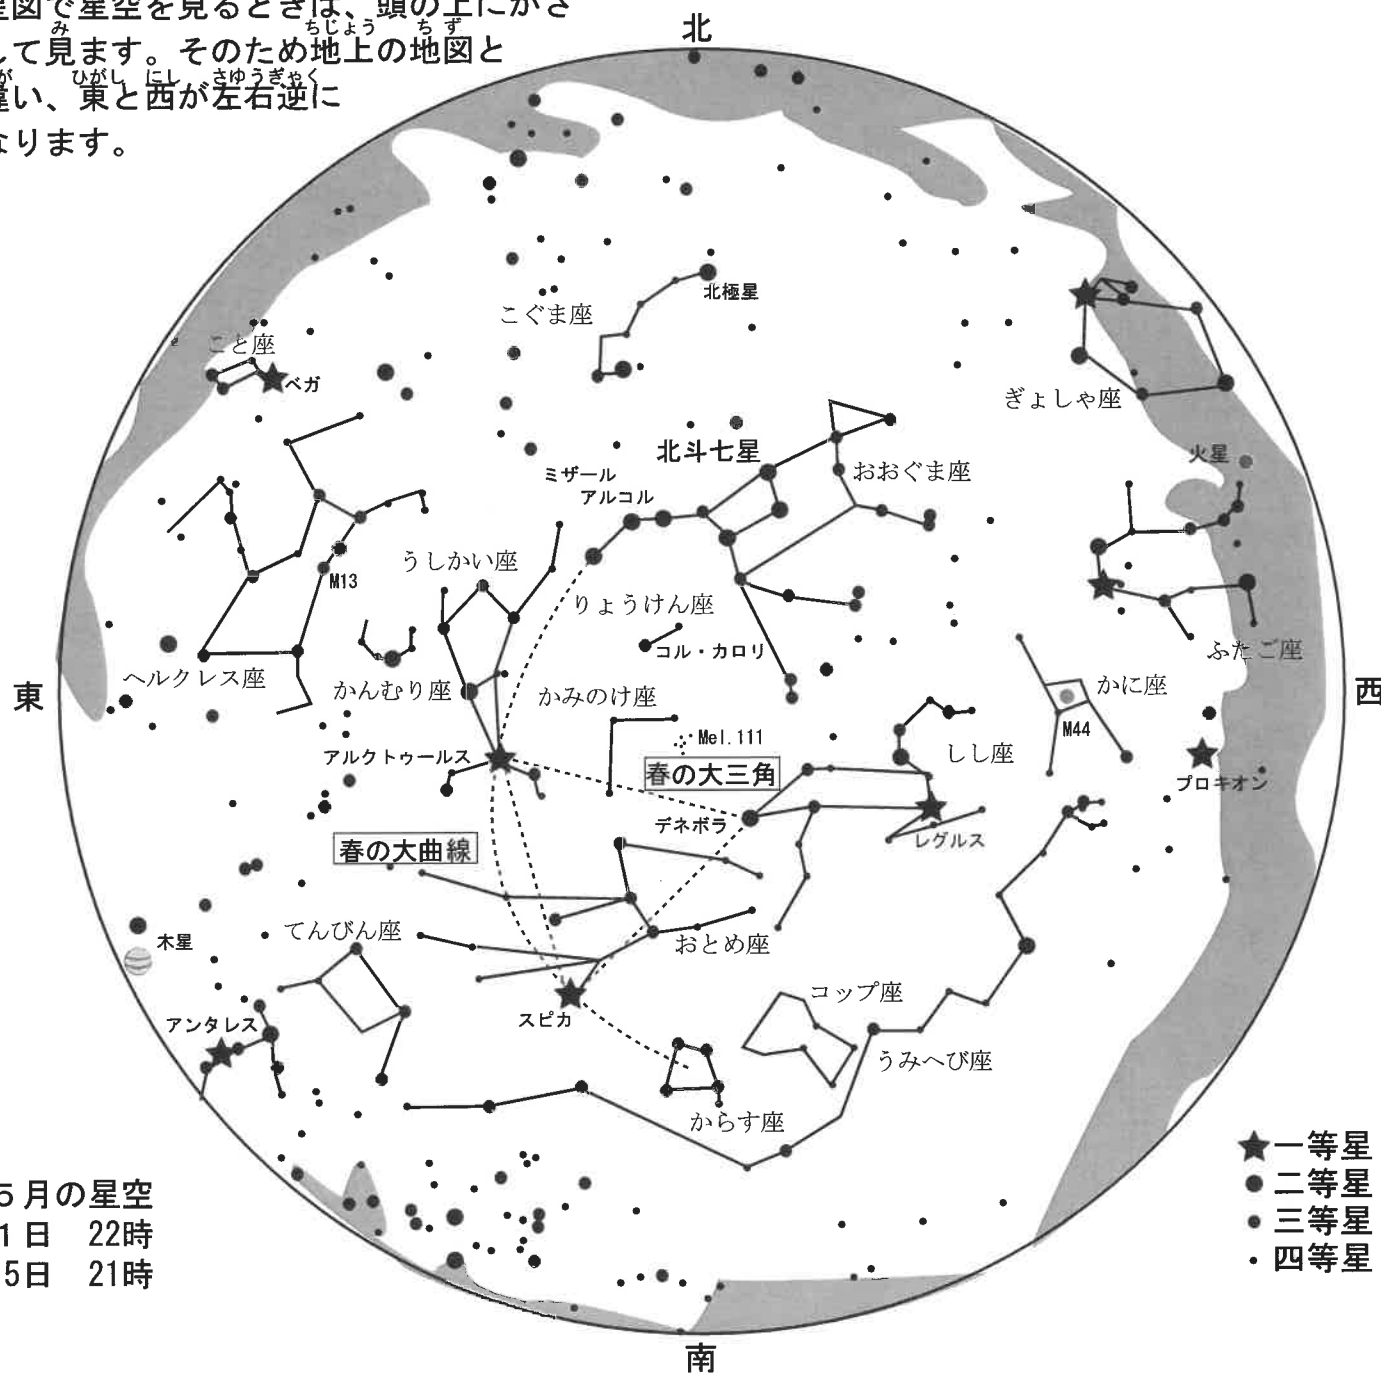 星図で星空を見るときは、頭の上にかざ
して見ます。そのため地上の地図と
違い、東と西が左右逆に
なります。
北
北極星
こぐま座
こと座
ベガ
ぎょしゃ座
火星
北斗七星
おおぐま座
ミザール
アルコル
うしかい座
M13
りょうけん座
コル・カロリ
ふたご座
ヘルクレス座
かんむり座
かみのけ座
かに座
東
西
M44
Mel.111
しし座
アルクトゥールス
春の大三角
プロキオン
デネボラ
レグルス
春の大曲線
てんびん座
木星
おとめ座
コップ座
アンタレス
スピカ
うみへび座
からす座
一等星
二等星
三等星
四等星
5月の星空
1日 22時
5日 21時
南